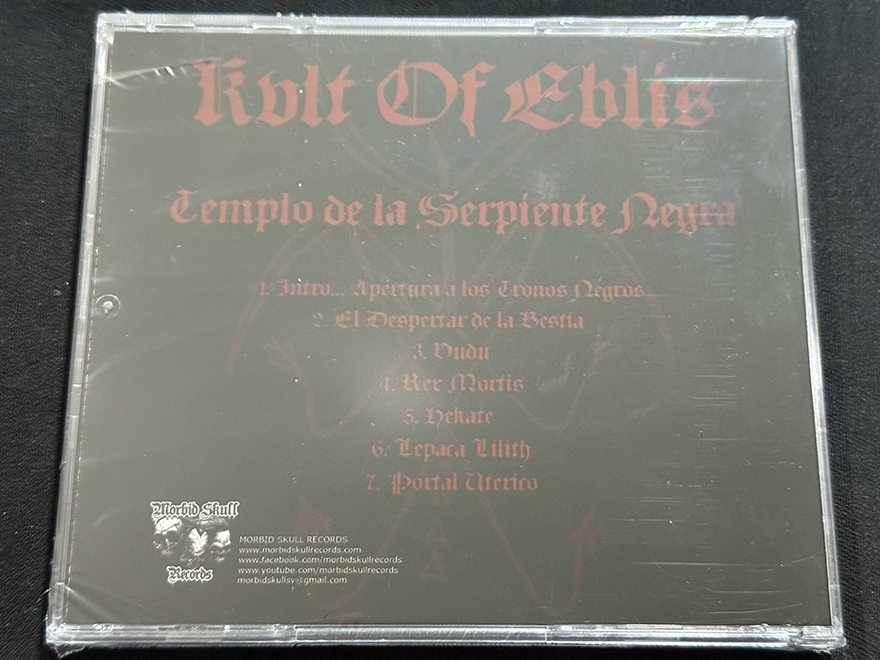 Kvlt Of Eblis
Templo de la Serpiente Negra
1. Intro... Apertura a los Tronos Negros
2. El Despertar de la Bestia
3. Vudu
4. Rex Mortis
5. Hekate
6. Lepaca Lilith
7. Portal Uterico
Morbid Skull
Records
MORBID SKULL RECORDS
www.morbidskullrecords.com
www.facebook.com/morbidskullrecords
www.youtube.com/morbidskullrecords
morbidskullsv@gmail.com